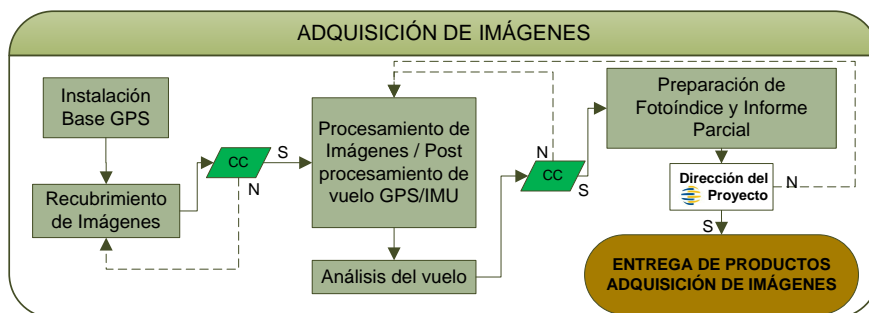 ADQUISICIÓN DE IMÁGENES
Instalación
Base GPS
Recubrimiento
de Imágenes
CC
S
N
Procesamiento de
Imágenes / Post
procesamiento de
vuelo GPS/IMU
Análisis del vuelo
N
CC
S
Preparación de
Fotoíndice y Informe
Parcial
Dirección del
Proyecto
N
S
ENTREGA DE PRODUCTOS
ADQUISICIÓN DE IMÁGENES